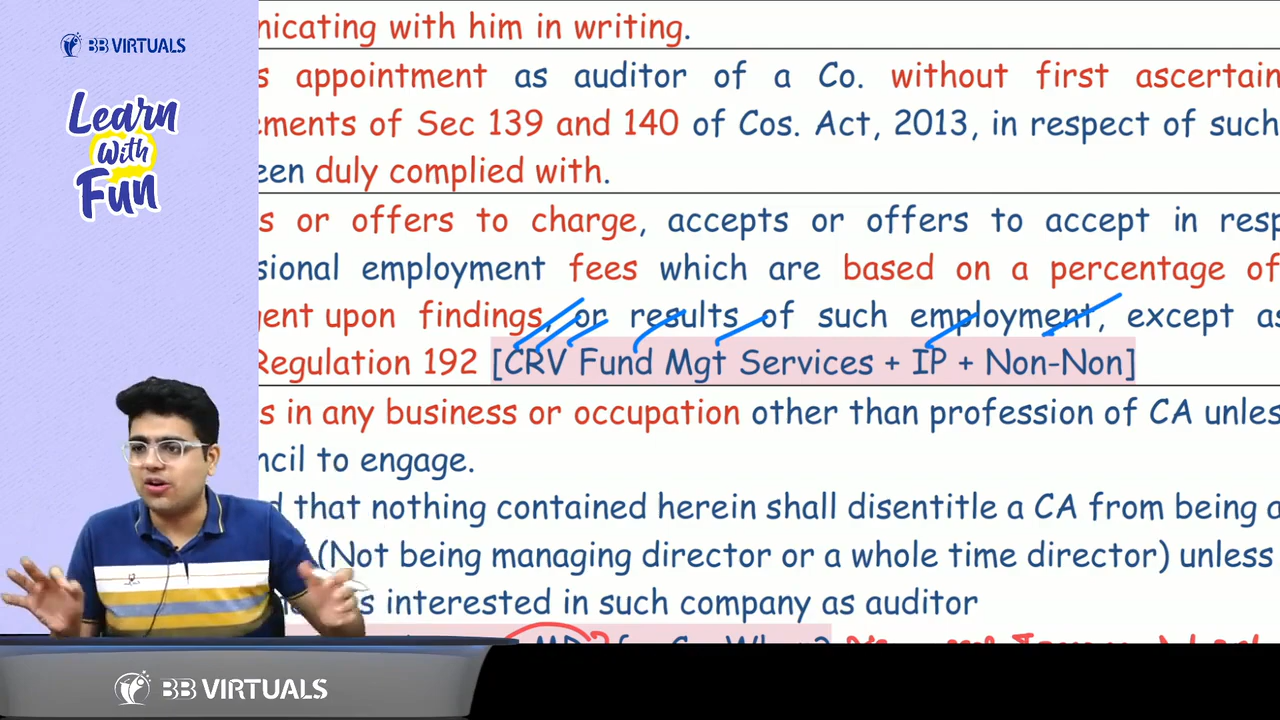 BB VIRTUALS
Learn
With
Fun
nicating with him in writing.
s appointment as auditor of a Co. without first ascertain
ements of Sec 139 and 140 of Cos. Act, 2013, in respect of such
een duly complied with.
s or offers to charge, accepts or offers to accept in resp
sional employment fees which are based on a percentage of
gent upon findings, or results of such employment, except as
Regulation 192 [CRV Fund Mgt Services + IP + Non-Non]
s in any business or occupation other than profession of CA unles
ncil to engage.
d that nothing contained herein shall disentitle a CA from being a
(Not being managing director or a whole time director) unless
s interested in such company as auditor
BB VIRTUALS